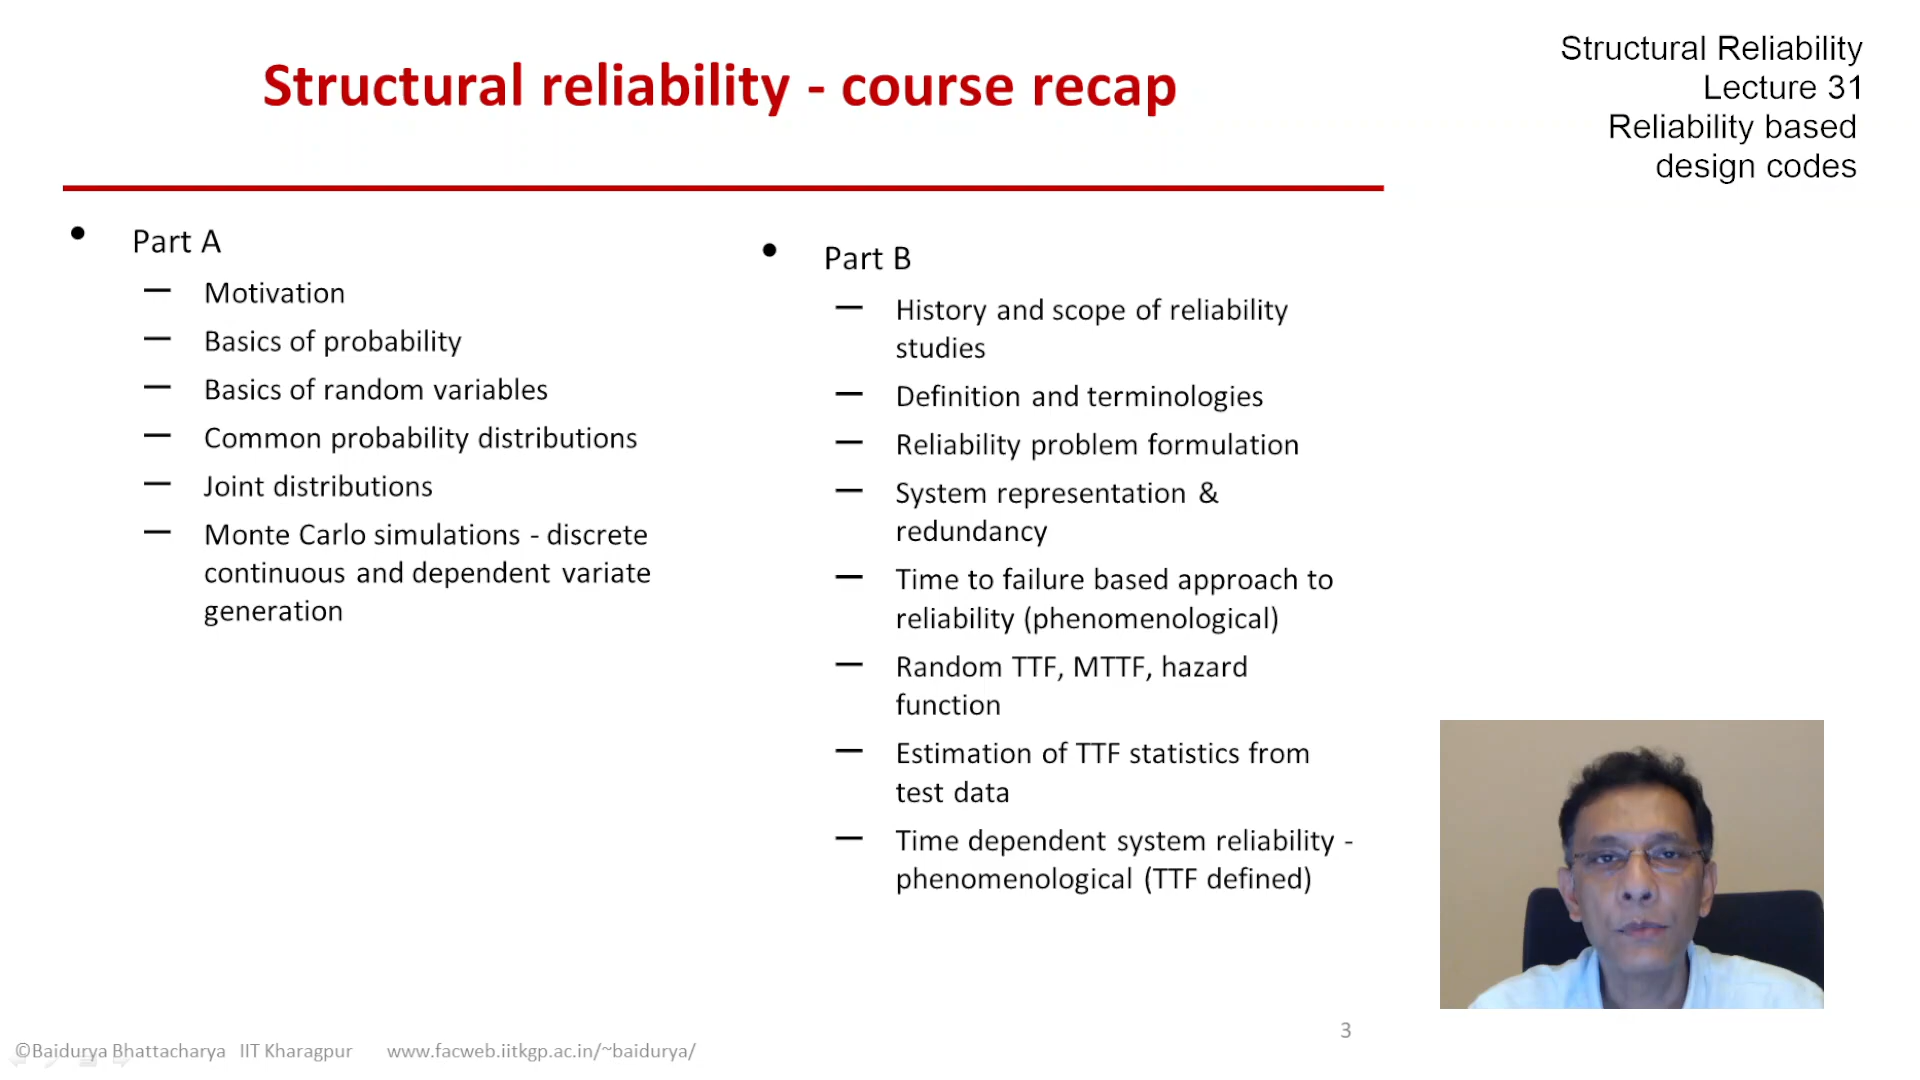 Structural reliability - course recap
Structural Reliability
Lecture 31
Reliability based
design codes
• Part A
— Motivation
— Basics of probability
— Basics of random variables
— Common probability distributions
— Joint distributions
— Monte Carlo simulations - discrete
continuous and dependent variate
generation
• Part B
— History and scope of reliability
studies
— Definition and terminologies
— Reliability problem formulation
— System representation &
redundancy
— Time to failure based approach to
reliability (phenomenological)
— Random TTF, MTTF, hazard
function
— Estimation of TTF statistics from
test data
— Time dependent system reliability -
phenomenological (TTF defined)
3
©Baidurya Bhattacharya IIT Kharagpur www.facweb.iitkgp.ac.in/~baidurya/